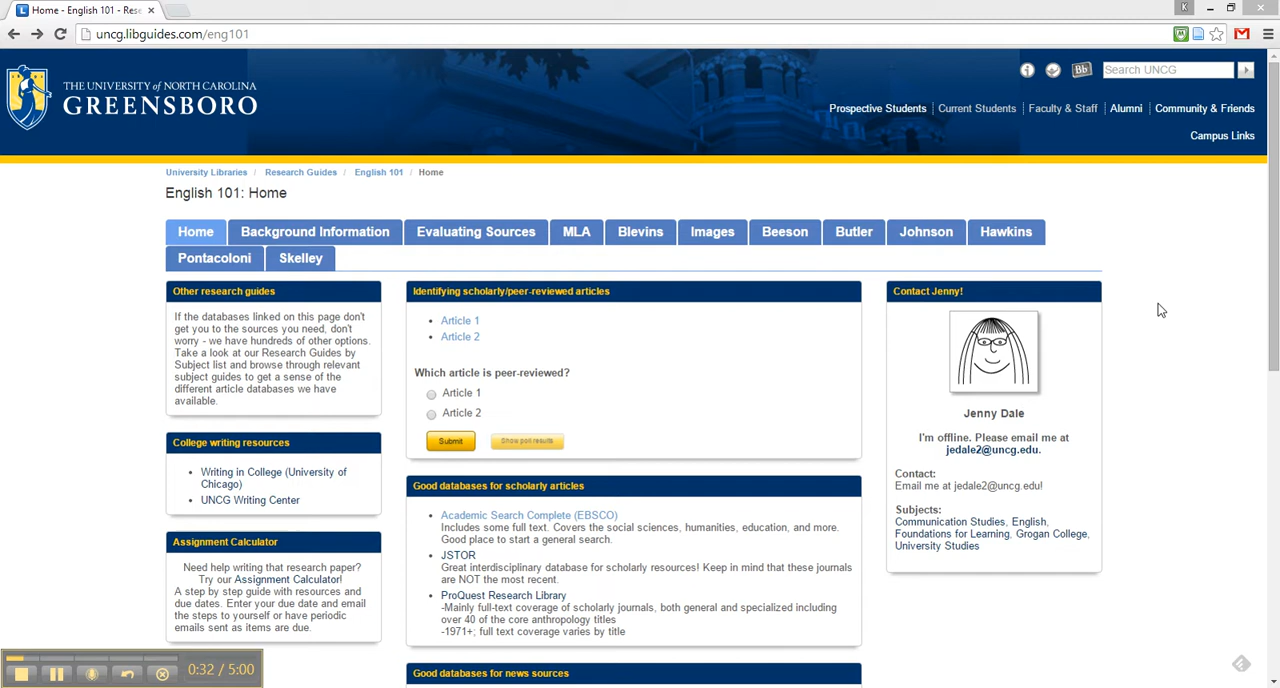 Home - English 101 - Res
K
uncg.libguides.com/eng101
THE UNIVERSITY of NORTH CAROLINA
GREENSBORO
Bb
Search UNCG
Prospective Students
Current Students
Faculty & Staff
Alumni
Community & Friends
Campus Links
University Libraries / Research Guides / English 101 / Home
English 101: Home
Home
Background Information
Evaluating Sources
MLA
Blevins
Images
Beeson
Butler
Johnson
Hawkins
Pontacoloni
Skelley
Other research guides
If the databases linked on this page don't
get you to the sources you need, don't
worry - we have hundreds of other options.
Take a look at our Research Guides by
Subject list and browse through relevant
subject guides to get a sense of the
different article databases we have
available.
College writing resources
Writing in College (University of
Chicago)
UNCG Writing Center
Assignment Calculator
Need help writing that research paper?
Try our Assignment Calculator!
A step by step guide with resources and
due dates. Enter your due date and email
the steps to yourself or have periodic
emails sent as items are due.
Identifying scholarly/peer-reviewed articles
Article 1
Article 2
Which article is peer-reviewed?
Article 1
Article 2
Submit
Show poll results
Good databases for scholarly articles
Academic Search Complete (EBSCO)
Includes some full text. Covers the social sciences, humanities, education, and more.
Good place to start a general search.
JSTOR
Great interdisciplinary database for scholarly resources! Keep in mind that these journals
are NOT the most recent.
ProQuest Research Library
-Mainly full-text coverage of scholarly journals, both general and specialized including
over 40 of the core anthropology titles
-1971+; full text coverage varies by title
Good databases for news sources
Contact Jenny!
Jenny Dale
I'm offline. Please email me at
jedale2@uncg.edu.
Contact:
Email me at jedale2@uncg.edu!
Subjects:
Communication Studies, English,
Foundations for Learning, Grogan College,
University Studies
0:32 / 5:00